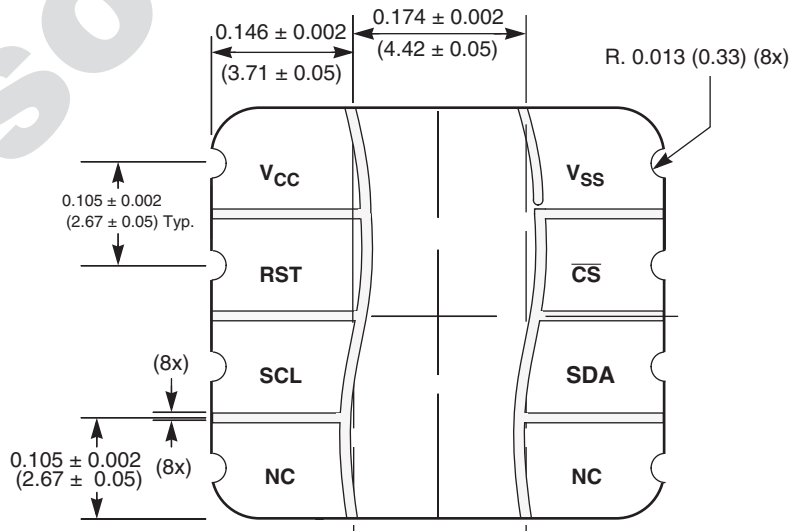 so
0.146 ± 0.002
(3.71 ± 0.05)
0.174 ± 0.002
(4.42 ± 0.05)
R. 0.013 (0.33) (8x)
VCC
VSS
0.105 ± 0.002
(2.67 ± 0.05) Typ.
RST
CS
(8x)
SCL
SDA
0.105 ± 0.002
(2.67 ± 0.05)
(8x)
NC
NC